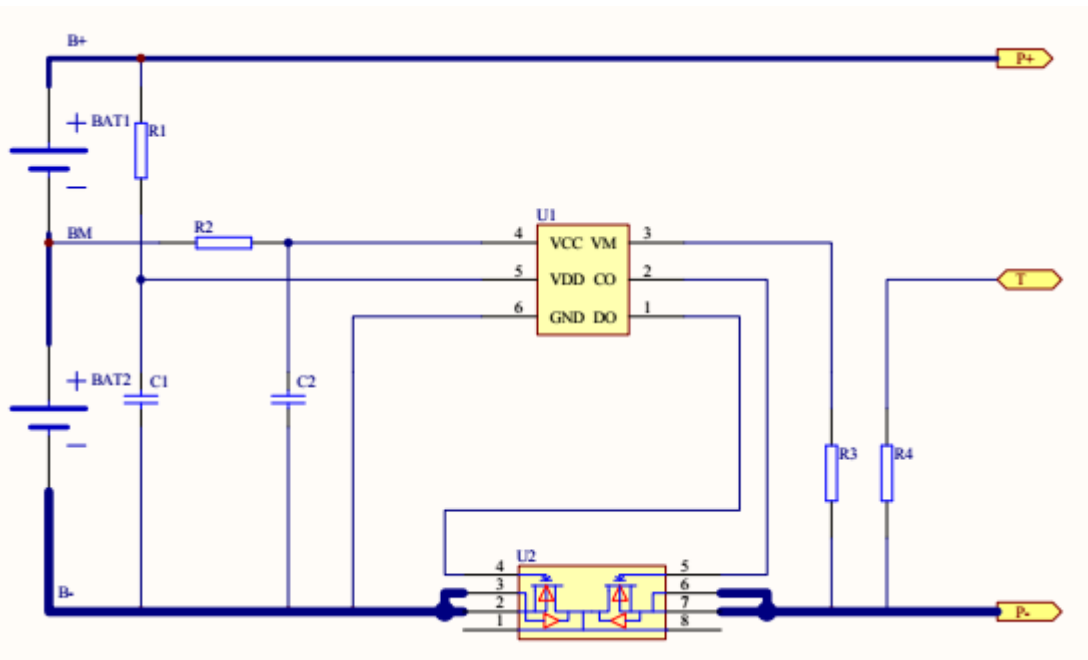 B+
P+
+ BAT1
R1
−
BM
R2
U1
4 VCC VM 3
5 VDD CO 2
6 GND DO 1
T
+ BAT2
C1
C2
−
R3
R4
U2
4
5
3
6
B-
2
7
P-
1
8